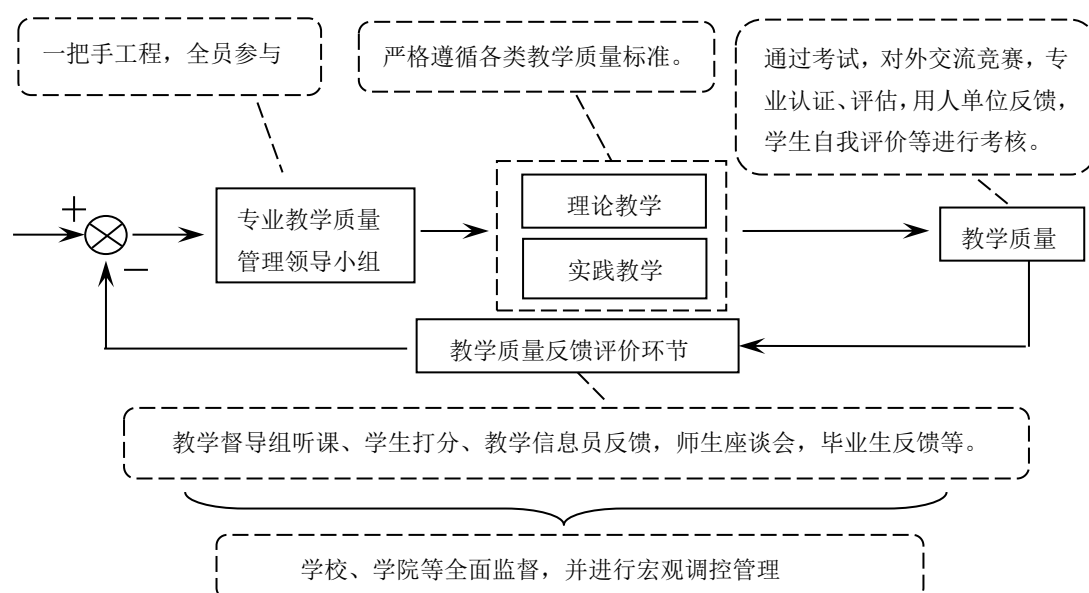 一把手工程，全员参与
严格遵循各类教学质量标准。
通过考试，对外交流竞赛，专
业认证、评估，用人单位反馈，
学生自我评价等进行考核。
+
专业教学质量
管理领导小组
理论教学
实践教学
教学质量
—
教学质量反馈评价环节
教学督导组听课、学生打分、教学信息员反馈，师生座谈会，毕业生反馈等。
学校、学院等全面监督，并进行宏观调控管理